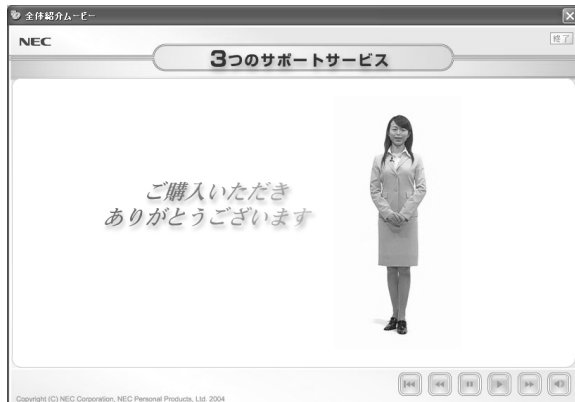 全体紹介ムービー
NEC
終了
3つのサポートサービス
ご購入いただき
ありがとうございます
Copyright (C) NEC Corporation, NEC Personal Products, Ltd. 2004